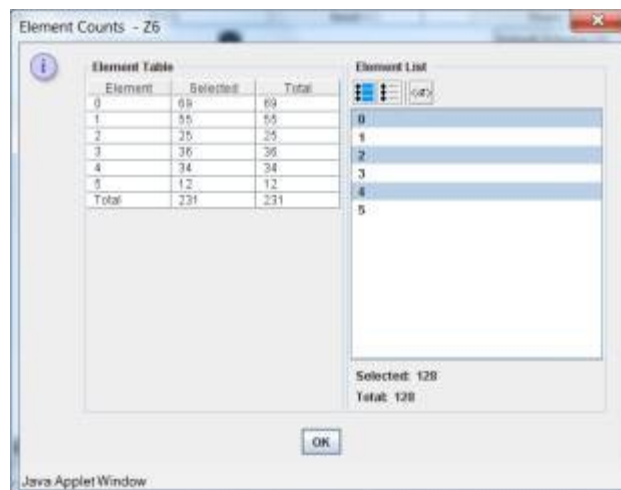 Element Counts - Z6
Element Table
Element Selected Total
0 69 69
1 55 55
2 25 25
3 36 36
4 34 34
5 12 12
Total 231 231
Element List
<a>
0
1
2
3
4
5
Selected: 128
Total: 128
OK
Java Applet Window